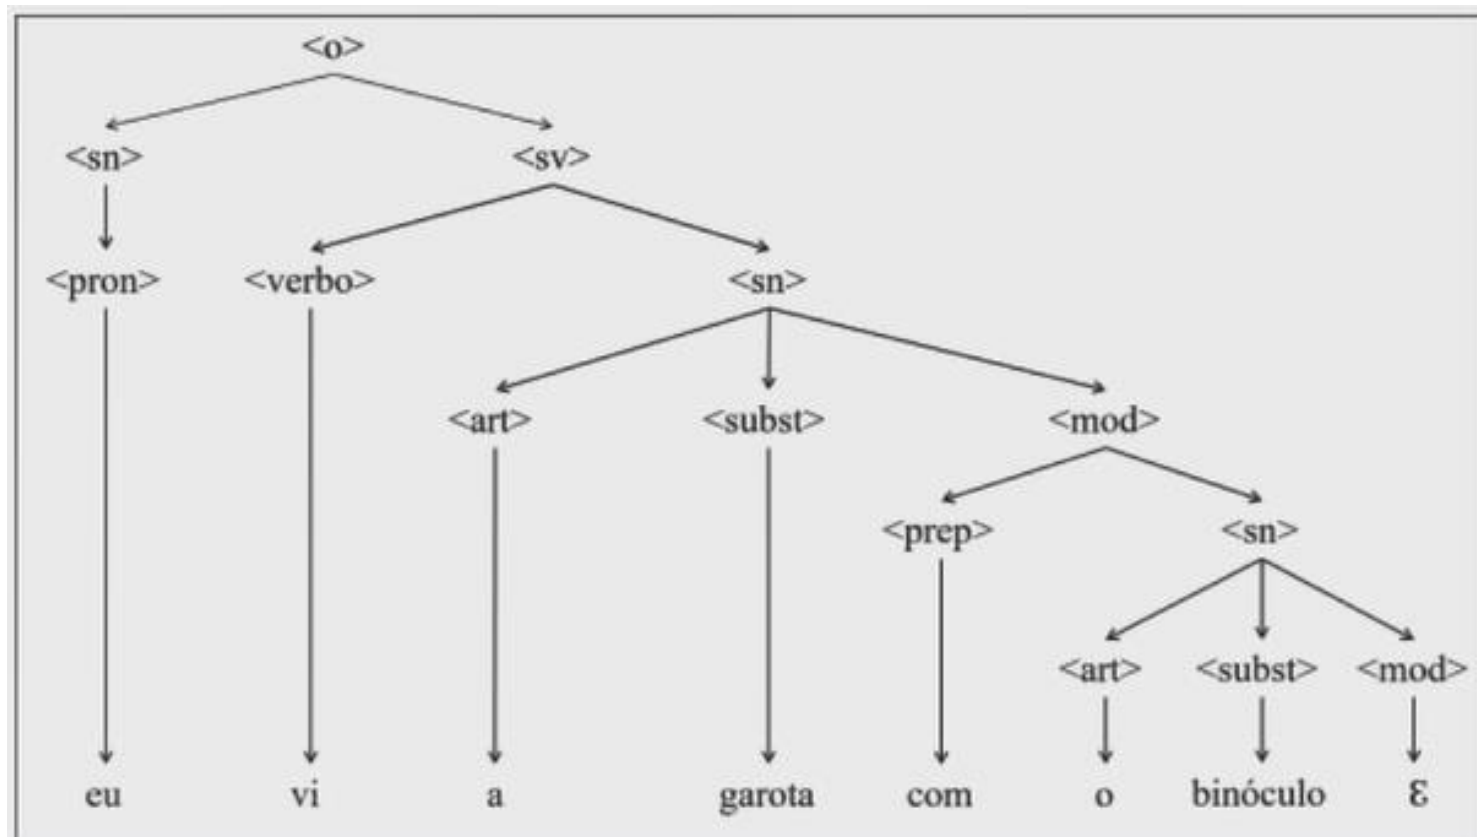 <o>
<sn> <sv>
<pron> <verbo> <sn>
<art> <subst> <mod>
<prep> <sn>
<art> <subst> <mod>
eu vi a garota com o binóculo ε